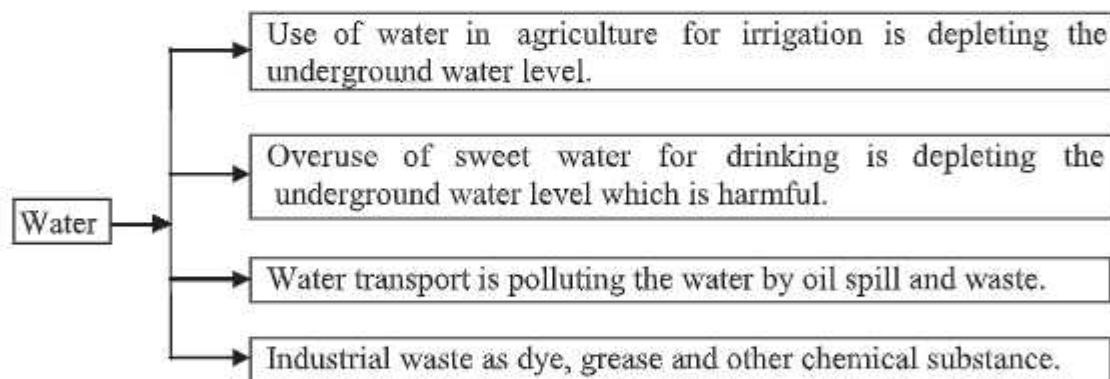 Use of water in agriculture for irrigation is depleting the
underground water level.
Overuse of sweet water for drinking is depleting the
underground water level which is harmful.
Water
Water transport is polluting the water by oil spill and waste.
Industrial waste as dye, grease and other chemical substance.